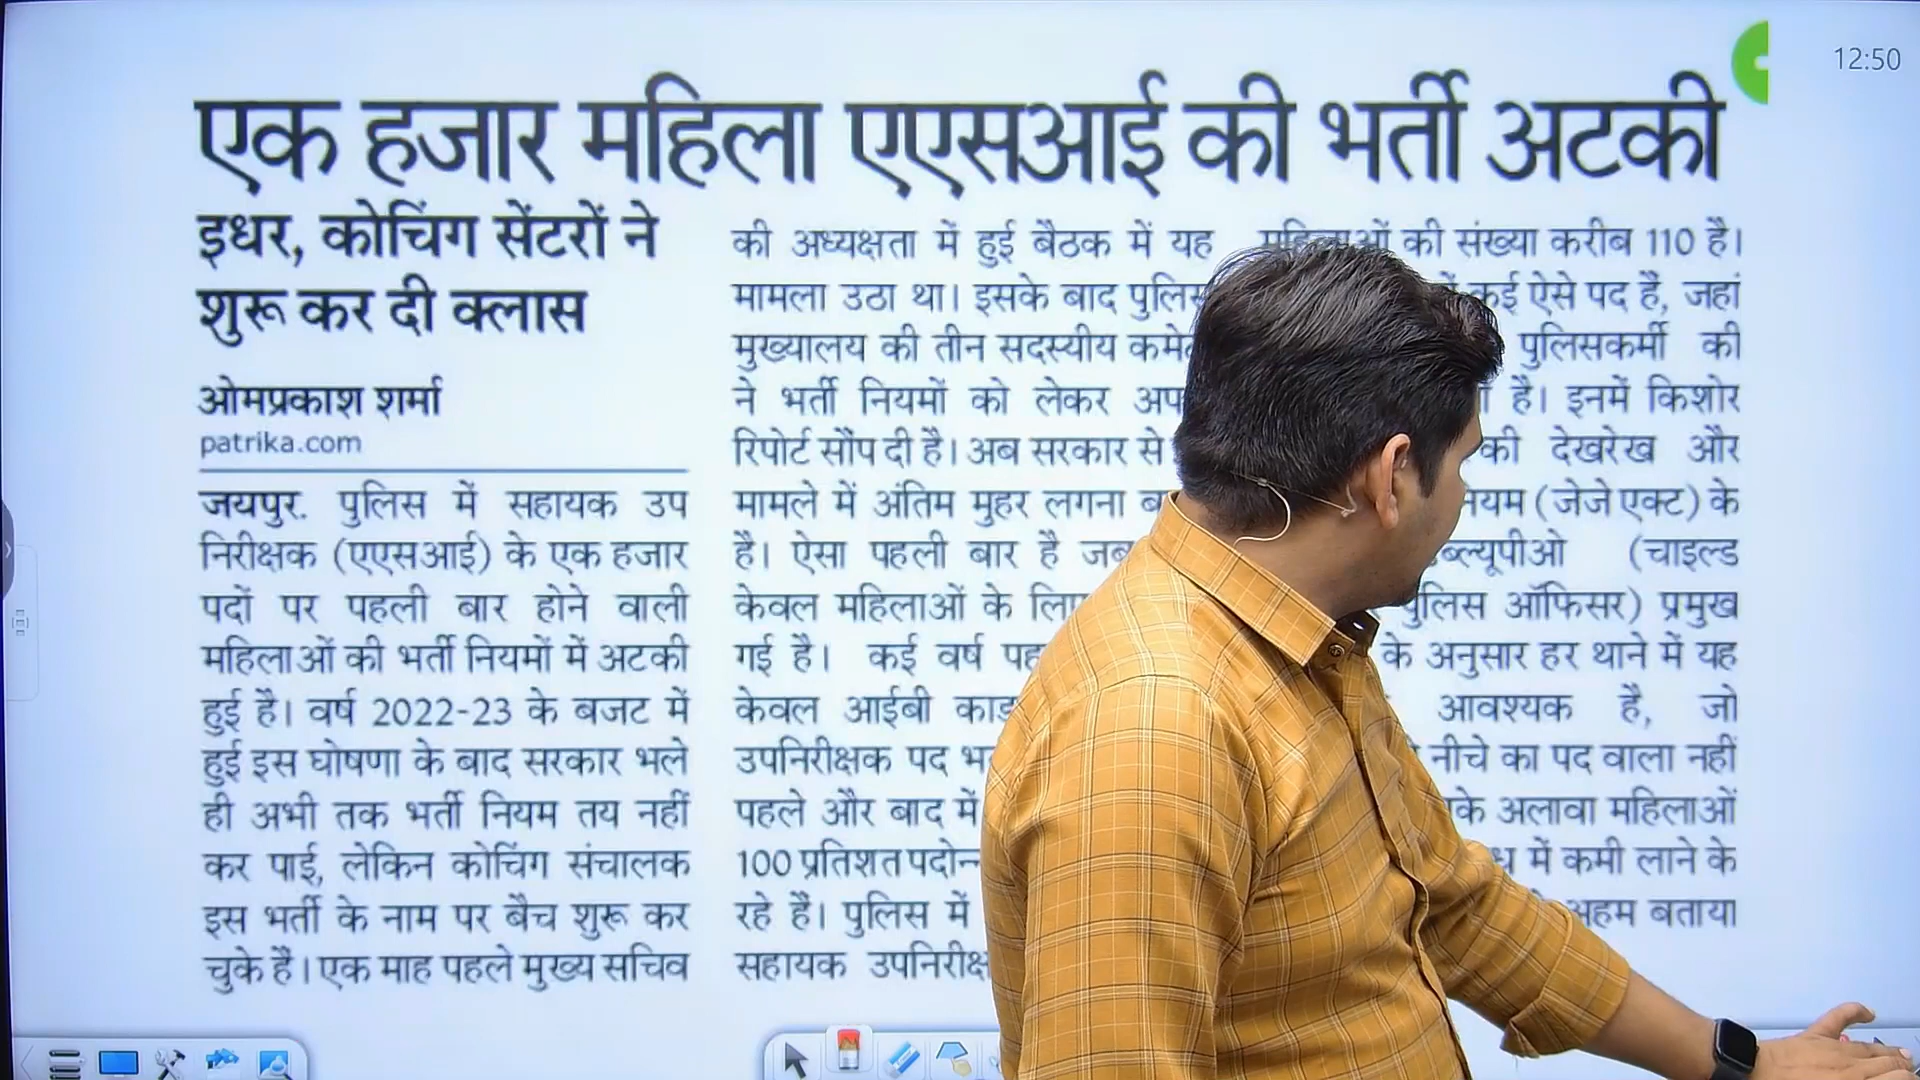 12:50
एक हजार महिला एएसआई की भर्ती अटकी
इधर, कोचिंग सेंटरों ने
शुरू कर दी क्लास
ओमप्रकाश शर्मा
patrika.com
जयपुर. पुलिस में सहायक उप
निरीक्षक (एएसआई) के एक हजार
पदों पर पहली बार होने वाली
महिलाओं की भर्ती नियमों में अटकी
हुई है। वर्ष 2022-23 के बजट में
हुई इस घोषणा के बाद सरकार भले
ही अभी तक भर्ती नियम तय नहीं
कर पाई, लेकिन कोचिंग संचालक
इस भर्ती के नाम पर बैच शुरू कर
चुके हैं। एक माह पहले मुख्य सचिव
की अध्यक्षता में हुई बैठक में यह
मामला उठा था। इसके बाद पुलिस
मुख्यालय की तीन सदस्यीय
ने भर्ती नियमों को लेकर
रिपोर्ट सौंप दी है। अब सरकार से
मामले में अंतिम मुहर लगना
है। ऐसा पहली बार है जब
केवल महिलाओं के लिए
गई है। कई वर्ष
केवल आईबी
उपनिरीक्षक पद
पहले और बाद में
100 प्रतिशत
रहे हैं। पुलिस में
सहायक
महिलाओं की संख्या करीब 110 है।
कई ऐसे पद है, जहां
पुलिसकर्मी की
है। इनमें किशोर
की देखरेख और
(जेजे एक्ट) के
(चाइल्ड
पुलिस ऑफिसर) प्रमुख
के अनुसार हर थाने में यह
आवश्यक है, जो
नीचे का पद वाला नहीं
अलावा महिलाओं
में कमी लाने के
अहम बताया